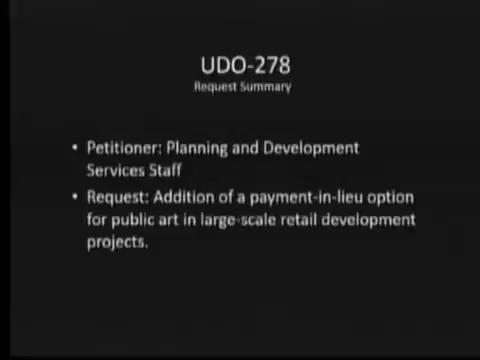 UDO-278
Request Summary
• Petitioner: Planning and Development
Services Staff
• Request: Addition of a payment-in-lieu option
for public art in large-scale retail development
projects.